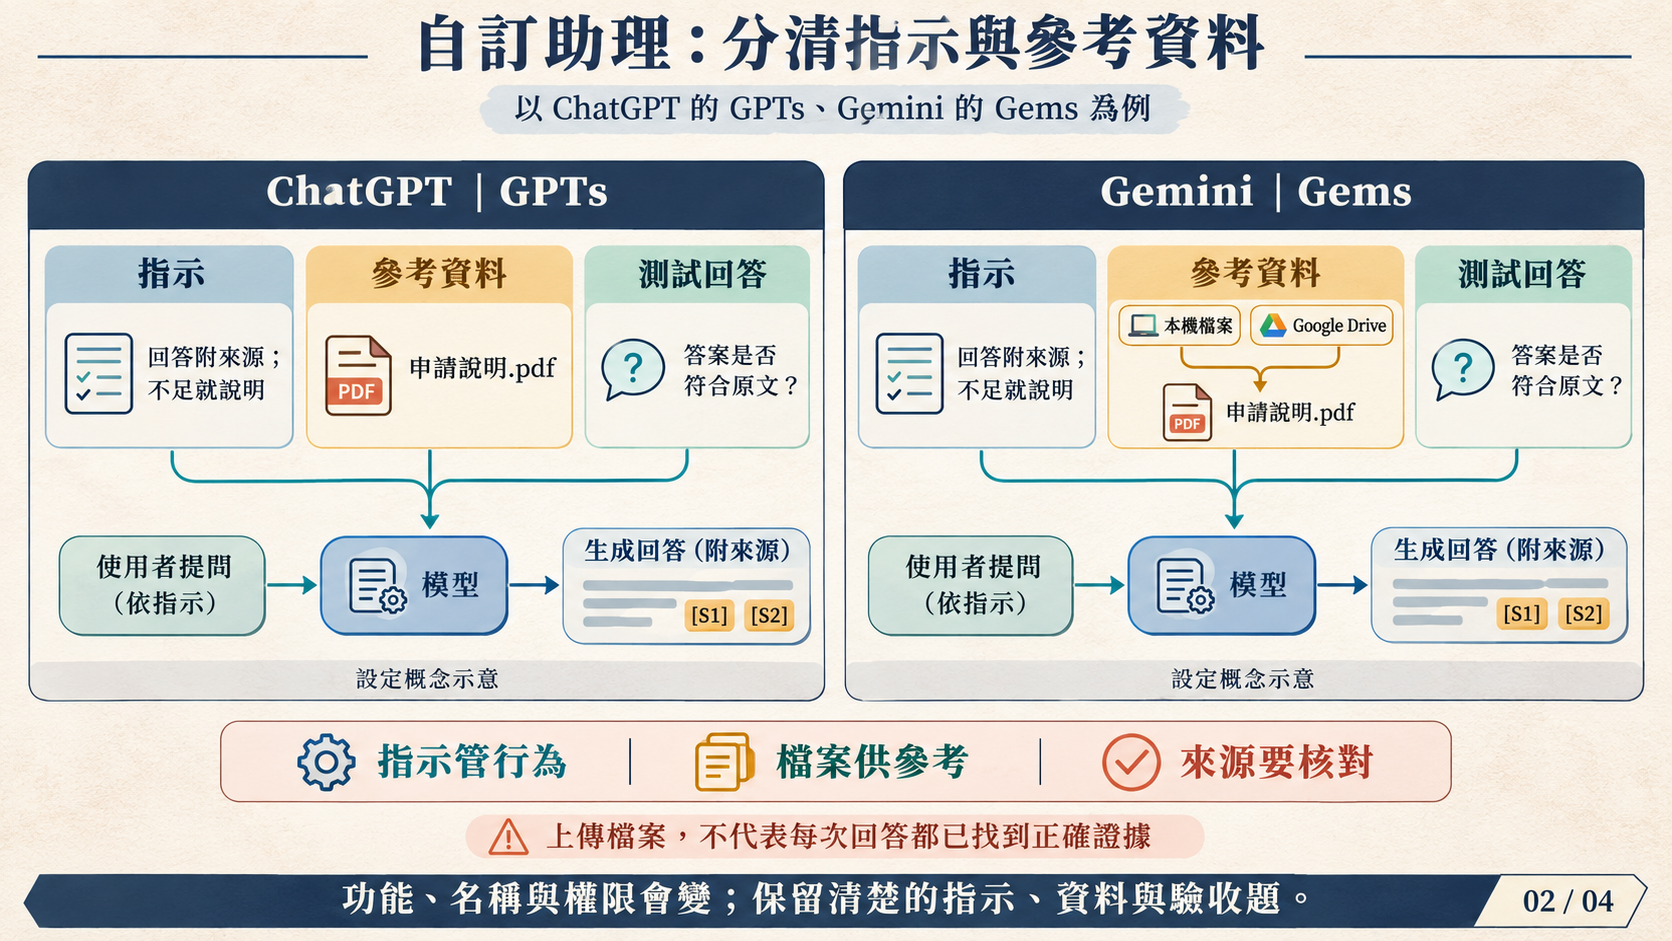 自訂助理：分清指示與參考資料
以 ChatGPT 的 GPTs、Gemini 的 Gems 為例
ChatGPT | GPTs
指示
回答附來源；
不足就說明
參考資料
PDF
申請說明.pdf
測試回答
?
答案是否
符合原文？
使用者提問
（依指示）
模型
生成回答（附來源）
[S1] [S2]
設定概念示意
Gemini | Gems
指示
回答附來源；
不足就說明
參考資料
本機檔案
Google Drive
PDF
申請說明.pdf
測試回答
?
答案是否
符合原文？
使用者提問
（依指示）
模型
生成回答（附來源）
[S1] [S2]
設定概念示意
指示管行為
檔案供參考
來源要核對
上傳檔案，不代表每次回答都已找到正確證據
功能、名稱與權限會變；保留清楚的指示、資料與驗收題。
02 / 04